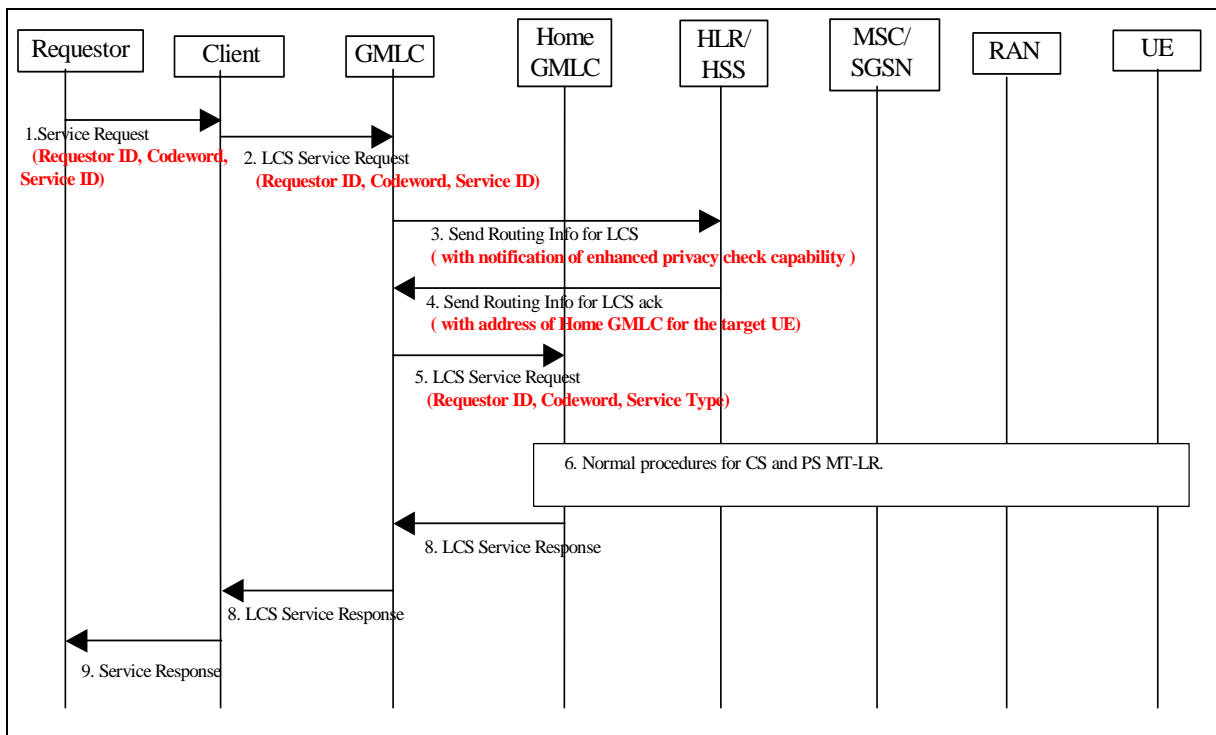 Requestor
Client
GMLC
Home
GMLC
HLR/
HSS
MSC/
SGSN
RAN
UE
1.Service Request
(Requestor ID, Codeword,
Service ID)
2. LCS Service Request
(Requestor ID, Codeword, Service ID)
3. Send Routing Info for LCS
( with notification of enhanced privacy check capability )
4. Send Routing Info for LCS ack
( with address of Home GMLC for the target UE)
5. LCS Service Request
(Requestor ID, Codeword, Service Type)
6. Normal procedures for CS and PS MT-LR.
8. LCS Service Response
8. LCS Service Response
9. Service Response